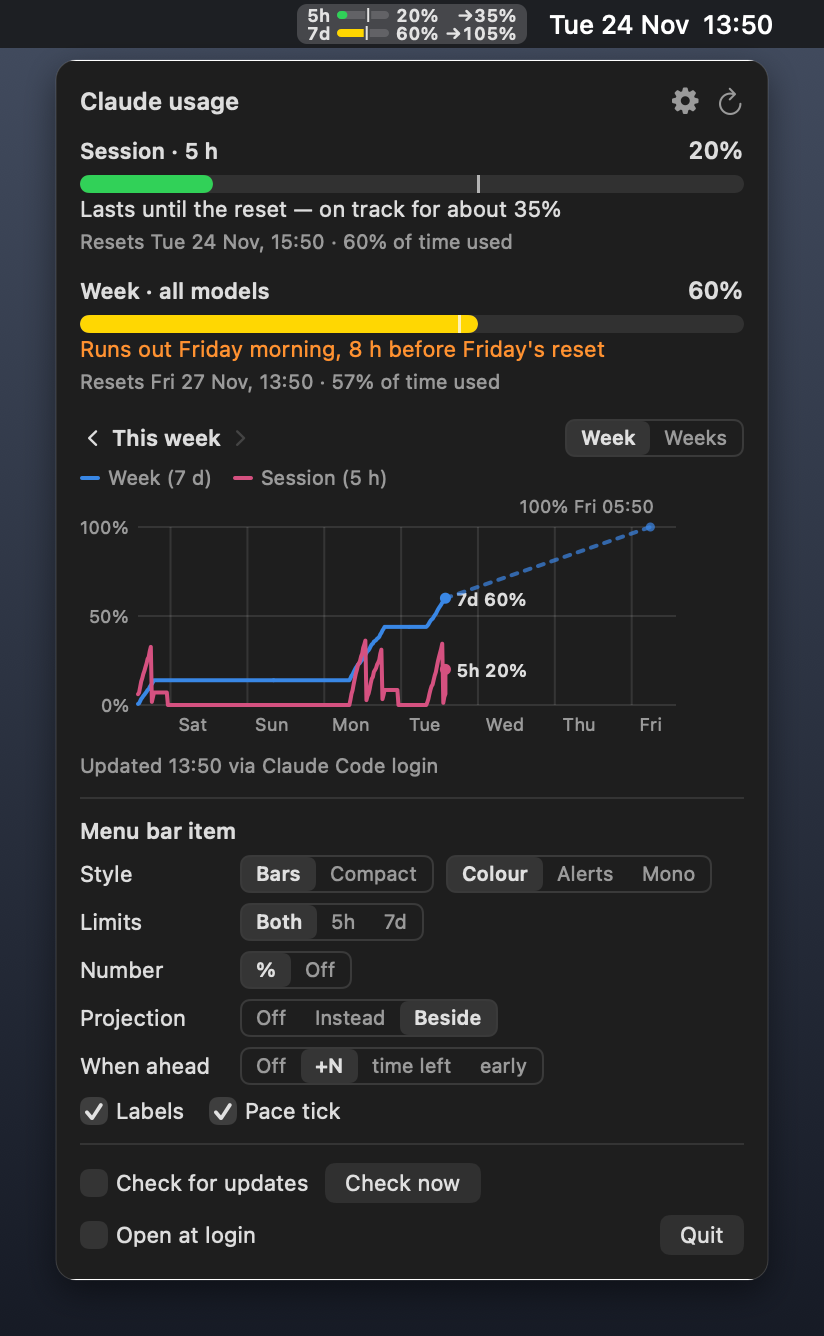 5h 20% →35%
7d 60% →105%
Tue 24 Nov 13:50
Claude usage
Session · 5 h 20%
Lasts until the reset — on track for about 35%
Resets Tue 24 Nov, 15:50 · 60% of time used
Week · all models 60%
Runs out Friday morning, 8 h before Friday's reset
Resets Fri 27 Nov, 13:50 · 57% of time used
This week Week Weeks
Week (7 d) Session (5 h)
100% Fri 05:50
100%
7d 60%
50%
5h 20%
0%
Sat Sun Mon Tue Wed Thu Fri
Updated 13:50 via Claude Code login
Menu bar item
Style Bars Compact Colour Alerts Mono
Limits Both 5h 7d
Number % Off
Projection Off Instead Beside
When ahead Off +N time left early
Labels Pace tick
Check for updates Check now
Open at login Quit